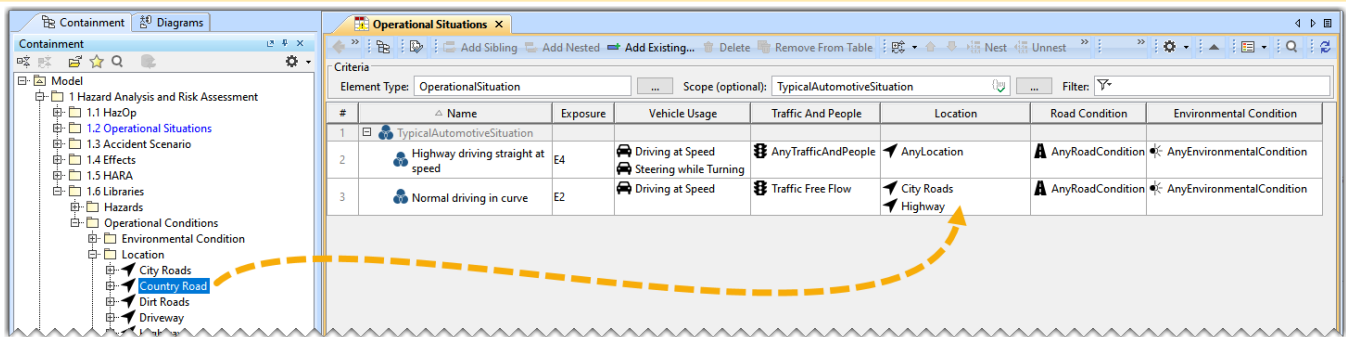 Containment Diagrams
Containment
Model
1 Hazard Analysis and Risk Assessment
1.1 HazOp
1.2 Operational Situations
1.3 Accident Scenario
1.4 Effects
1.5 HARA
1.6 Libraries
Hazards
Operational Conditions
Environmental Condition
Location
City Roads
Country Road
Dirt Roads
Driveway
Operational Situations
Add Sibling Add Nested Add Existing... Delete Remove From Table Nest Unnest
Criteria
Element Type: OperationalSituation ... Scope (optional): TypicalAutomotiveSituation ... Filter:
# Name Exposure Vehicle Usage Traffic And People Location Road Condition Environmental Condition
1 TypicalAutomotiveSituation
2 Highway driving straight at speed E4 Driving at Speed Steering while Turning AnyTrafficAndPeople AnyLocation AnyRoadCondition AnyEnvironmentalCondition
3 Normal driving in curve E2 Driving at Speed Traffic Free Flow City Roads Highway AnyRoadCondition AnyEnvironmentalCondition